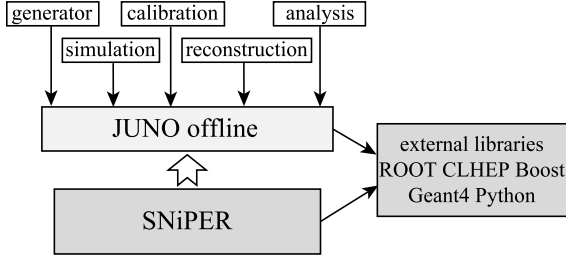 generator
calibration
analysis
simulation
reconstruction
JUNO offline
external libraries
ROOT CLHEP Boost
Geant4 Python
SNiPER